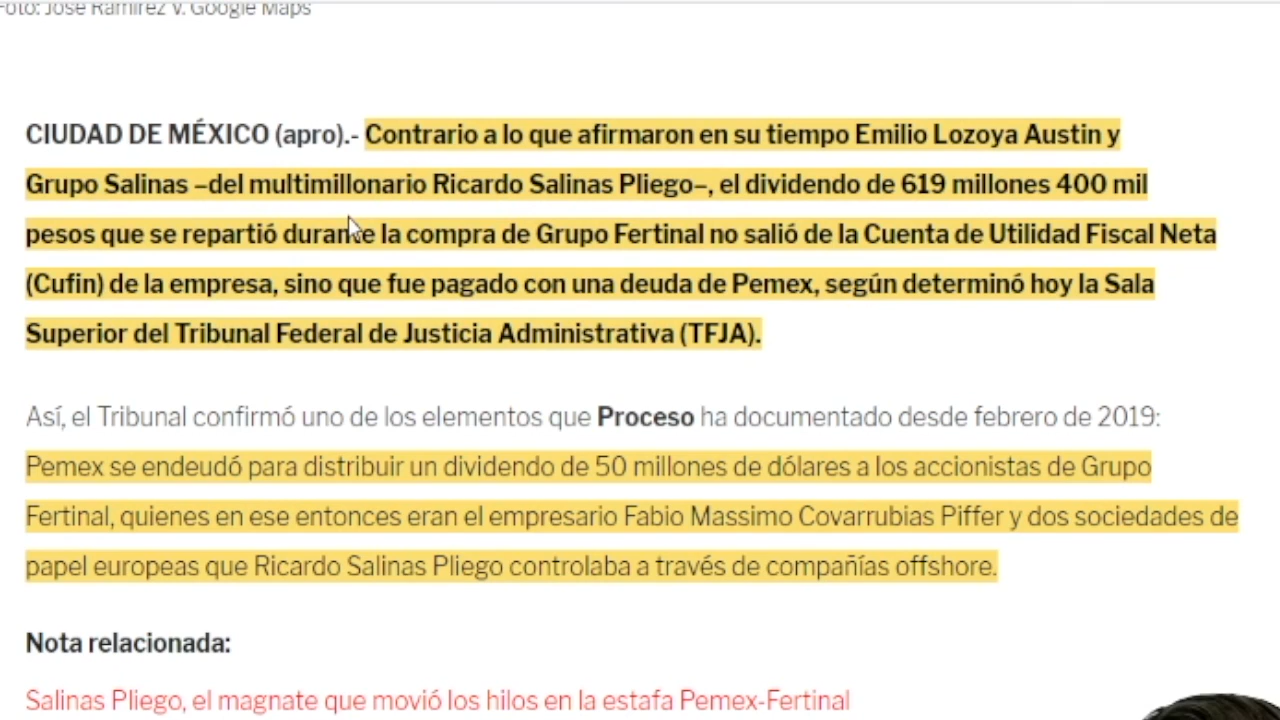 Foto: José Ramírez V. Google Maps
CIUDAD DE MÉXICO (apro).- Contrario a lo que afirmaron en su tiempo Emilio Lozoya Austin y
Grupo Salinas –del multimillonario Ricardo Salinas Pliego–, el dividendo de 619 millones 400 mil
pesos que se repartió durante la compra de Grupo Fertinal no salió de la Cuenta de Utilidad Fiscal Neta
(Cufin) de la empresa, sino que fue pagado con una deuda de Pemex, según determinó hoy la Sala
Superior del Tribunal Federal de Justicia Administrativa (TFJA).
Así, el Tribunal confirmó uno de los elementos que Proceso ha documentado desde febrero de 2019:
Pemex se endeudó para distribuir un dividendo de 50 millones de dólares a los accionistas de Grupo
Fertinal, quienes en ese entonces eran el empresario Fabio Massimo Covarrubias Piffer y dos sociedades de
papel europeas que Ricardo Salinas Pliego controlaba a través de compañías offshore.
Nota relacionada:
Salinas Pliego, el magnate que movió los hilos en la estafa Pemex-Fertinal